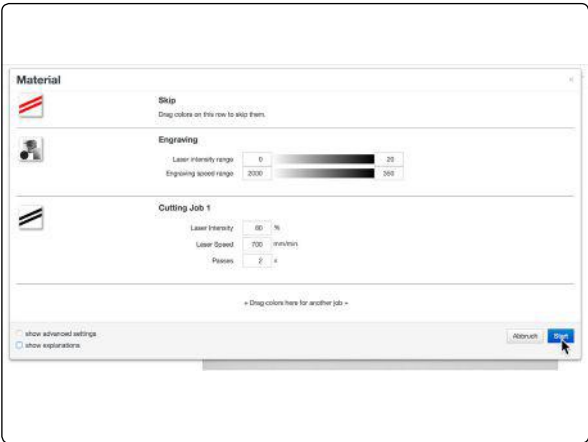 Material
×
Skip
Drag colors on this row to skip them.
Engraving
Laser intensity range 0 20
Engraving speed range 2000 350
Cutting Job 1
Laser Intensity 80 %
Laser Speed 700 mm/min
Passes 2 x
+ Drag colors here for another job +
show advanced settings
show explanations
Abbruch Start